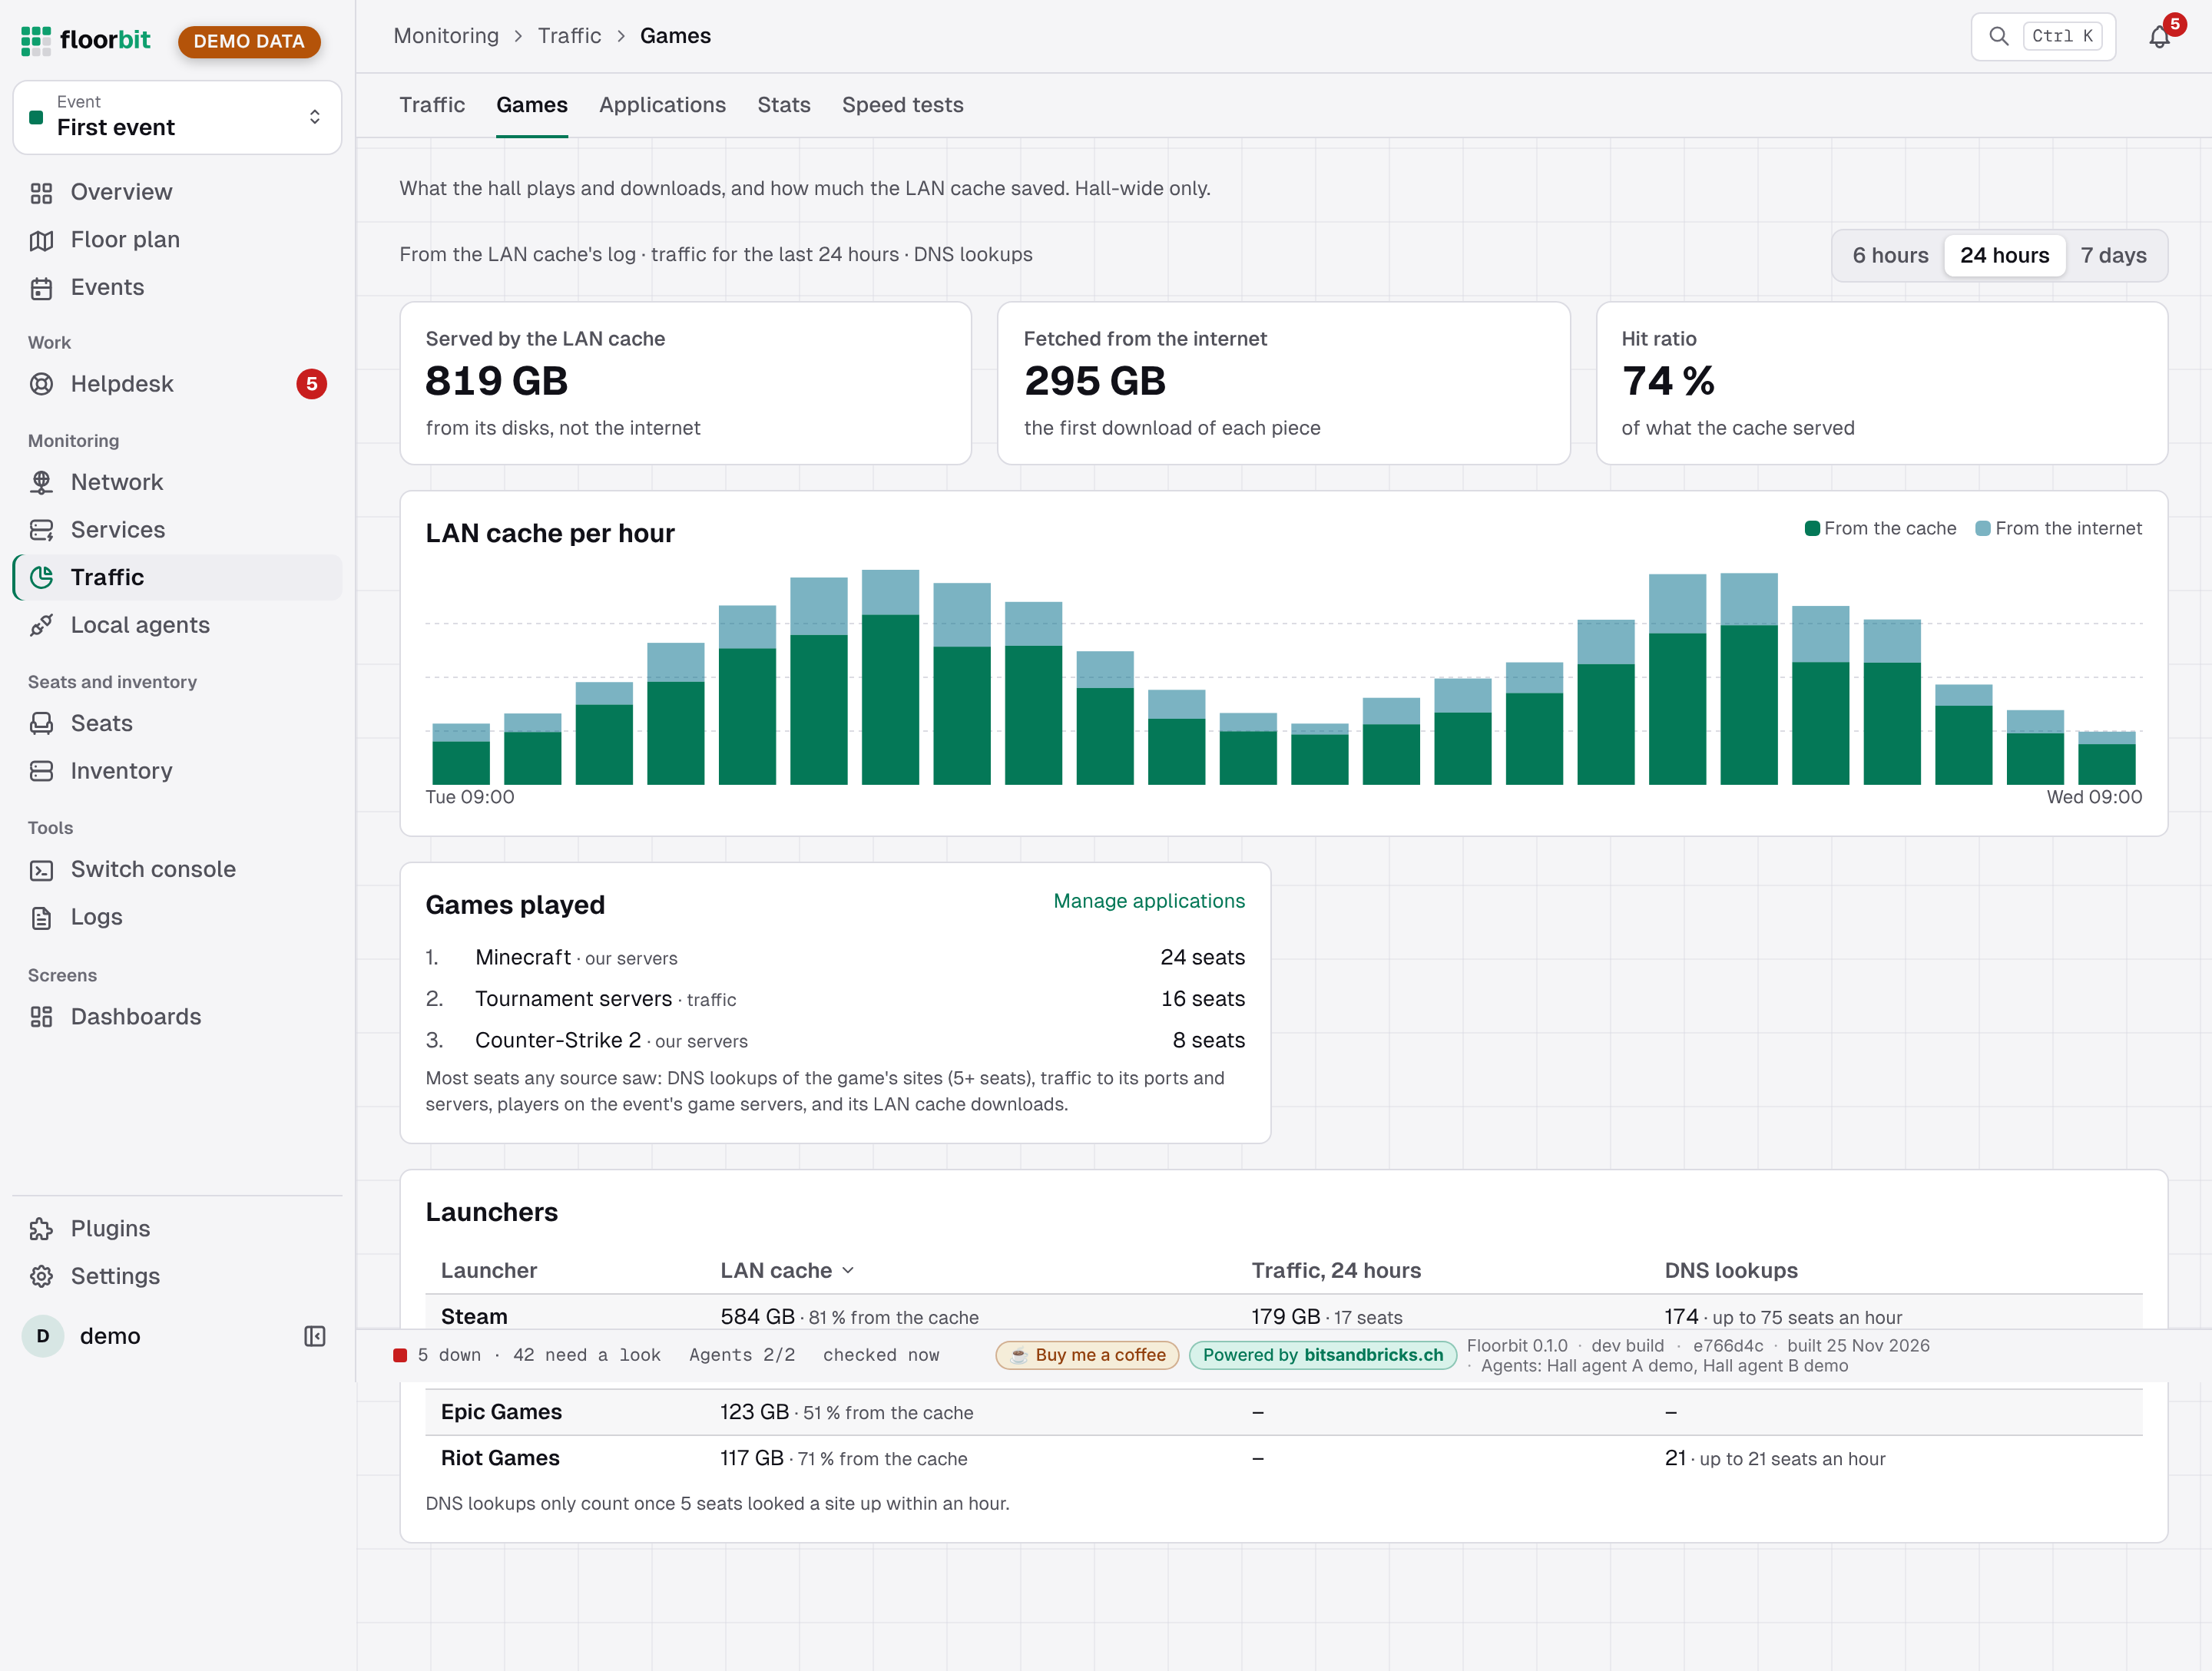 floorbit
DEMO DATA
Event
First event
Overview
Floor plan
Events
Work
Helpdesk
5
Monitoring
Network
Services
Traffic
Local agents
Seats and inventory
Seats
Inventory
Tools
Switch console
Logs
Screens
Dashboards
Plugins
Settings
D
demo
Monitoring > Traffic > Games
Ctrl K
5
Traffic
Games
Applications
Stats
Speed tests
What the hall plays and downloads, and how much the LAN cache saved. Hall-wide only.
From the LAN cache's log · traffic for the last 24 hours · DNS lookups
6 hours
24 hours
7 days
Served by the LAN cache
819 GB
from its disks, not the internet
Fetched from the internet
295 GB
the first download of each piece
Hit ratio
74 %
of what the cache served
LAN cache per hour
From the cache
From the internet
Tue 09:00
Wed 09:00
Games played
Manage applications
1. Minecraft · our servers 24 seats
2. Tournament servers · traffic 16 seats
3. Counter-Strike 2 · our servers 8 seats
Most seats any source saw: DNS lookups of the game's sites (5+ seats), traffic to its ports and
servers, players on the event's game servers, and its LAN cache downloads.
Launchers
Launcher LAN cache Traffic, 24 hours DNS lookups
Steam 584 GB · 81 % from the cache 179 GB · 17 seats 174 · up to 75 seats an hour
5 down · 42 need a look Agents 2/2 checked now
☕ Buy me a coffee
Powered by bitsandbricks.ch
Floorbit 0.1.0 · dev build · e766d4c · built 25 Nov 2026
· Agents: Hall agent A demo, Hall agent B demo
Epic Games 123 GB · 51 % from the cache – –
Riot Games 117 GB · 71 % from the cache – 21 · up to 21 seats an hour
DNS lookups only count once 5 seats looked a site up within an hour.